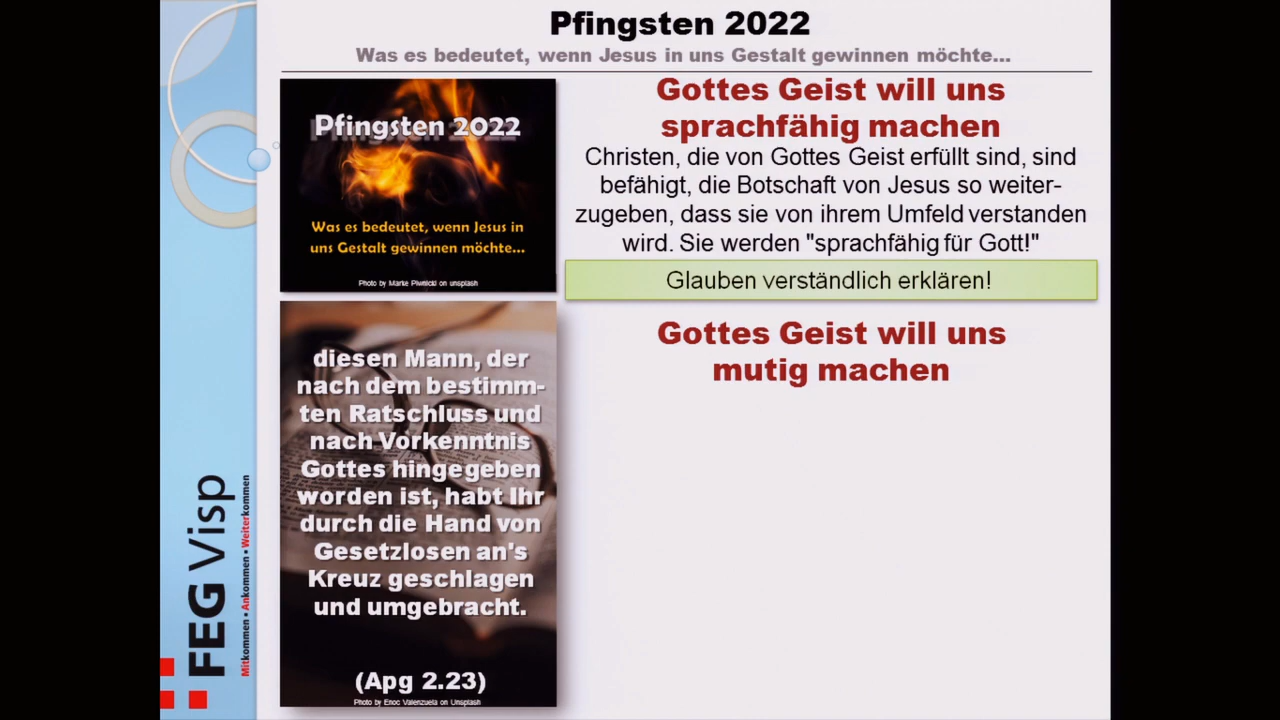 Pfingsten 2022
Was es bedeutet, wenn Jesus in uns Gestalt gewinnen möchte...
Pfingsten 2022
Was es bedeutet, wenn Jesus in
uns Gestalt gewinnen möchte...
Photo by Marke Piwnicki on unsplash
diesen Mann, der
nach dem bestimm-
ten Ratschluss und
nach Vorkenntnis
Gottes hingegeben
worden ist, habt Ihr
durch die Hand von
Gesetzlosen an's
Kreuz geschlagen
und umgebracht.
(Apg 2.23)
Photo by Enoc Valenzuela on Unsplash
Gottes Geist will uns
sprachfähig machen
Christen, die von Gottes Geist erfüllt sind, sind
befähigt, die Botschaft von Jesus so weiter-
zugeben, dass sie von ihrem Umfeld verstanden
wird. Sie werden "sprachfähig für Gott!"
Glauben verständlich erklären!
Gottes Geist will uns
mutig machen
FEG Visp
Mitkommen • Ankommen • Weiterkommen